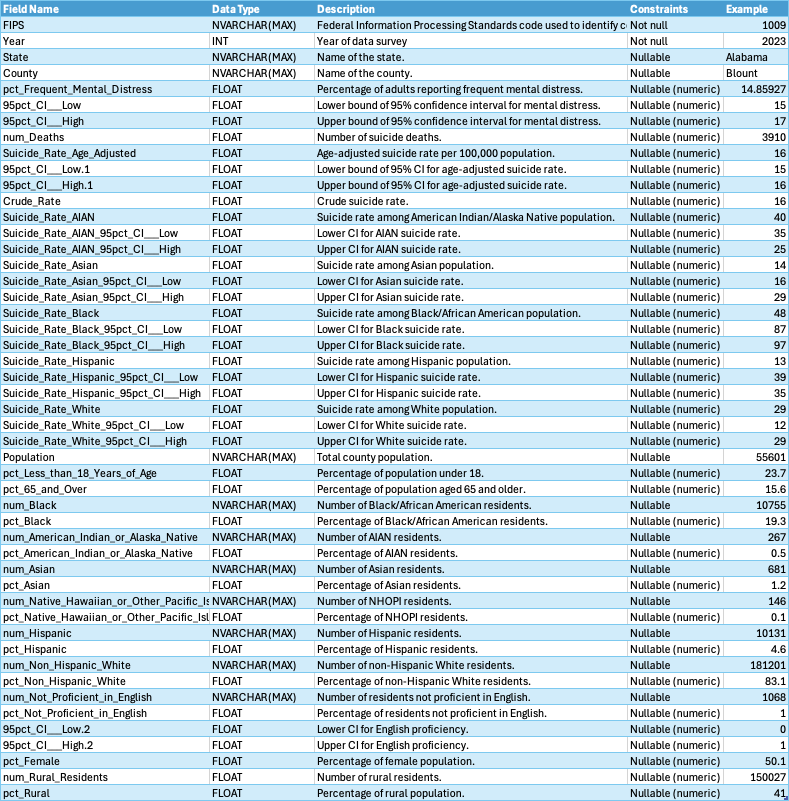 Field Name Data Type Description Constraints Example
FIPS NVARCHAR(MAX) Federal Information Processing Standards code used to identify c Not null 1009
Year INT Year of data survey Not null 2023
State NVARCHAR(MAX) Name of the state. Nullable Alabama
County NVARCHAR(MAX) Name of the county. Nullable Blount
pct_Frequent_Mental_Distress FLOAT Percentage of adults reporting frequent mental distress. Nullable (numeric) 14.85927
95pct_CI___Low FLOAT Lower bound of 95% confidence interval for mental distress. Nullable (numeric) 15
95pct_CI___High FLOAT Upper bound of 95% confidence interval for mental distress. Nullable (numeric) 17
num_Deaths FLOAT Number of suicide deaths. Nullable (numeric) 3910
Suicide_Rate_Age_Adjusted FLOAT Age-adjusted suicide rate per 100,000 population. Nullable (numeric) 16
95pct_CI___Low.1 FLOAT Lower bound of 95% CI for age-adjusted suicide rate. Nullable (numeric) 15
95pct_CI___High.1 FLOAT Upper bound of 95% CI for age-adjusted suicide rate. Nullable (numeric) 16
Crude_Rate FLOAT Crude suicide rate. Nullable (numeric) 16
Suicide_Rate_AIAN FLOAT Suicide rate among American Indian/Alaska Native population. Nullable (numeric) 40
Suicide_Rate_AIAN_95pct_CI___Low FLOAT Lower CI for AIAN suicide rate. Nullable (numeric) 35
Suicide_Rate_AIAN_95pct_CI___High FLOAT Upper CI for AIAN suicide rate. Nullable (numeric) 25
Suicide_Rate_Asian FLOAT Suicide rate among Asian population. Nullable (numeric) 14
Suicide_Rate_Asian_95pct_CI___Low FLOAT Lower CI for Asian suicide rate. Nullable (numeric) 16
Suicide_Rate_Asian_95pct_CI___High FLOAT Upper CI for Asian suicide rate. Nullable (numeric) 29
Suicide_Rate_Black FLOAT Suicide rate among Black/African American population. Nullable (numeric) 48
Suicide_Rate_Black_95pct_CI___Low FLOAT Lower CI for Black suicide rate. Nullable (numeric) 87
Suicide_Rate_Black_95pct_CI___High FLOAT Upper CI for Black suicide rate. Nullable (numeric) 97
Suicide_Rate_Hispanic FLOAT Suicide rate among Hispanic population. Nullable (numeric) 13
Suicide_Rate_Hispanic_95pct_CI___Low FLOAT Lower CI for Hispanic suicide rate. Nullable (numeric) 39
Suicide_Rate_Hispanic_95pct_CI___High FLOAT Upper CI for Hispanic suicide rate. Nullable (numeric) 35
Suicide_Rate_White FLOAT Suicide rate among White population. Nullable (numeric) 29
Suicide_Rate_White_95pct_CI___Low FLOAT Lower CI for White suicide rate. Nullable (numeric) 12
Suicide_Rate_White_95pct_CI___High FLOAT Upper CI for White suicide rate. Nullable (numeric) 29
Population NVARCHAR(MAX) Total county population. Nullable 55601
pct_Less_than_18_Years_of_Age FLOAT Percentage of population under 18. Nullable (numeric) 23.7
pct_65_and_Over FLOAT Percentage of population aged 65 and older. Nullable (numeric) 15.6
num_Black NVARCHAR(MAX) Number of Black/African American residents. Nullable 10755
pct_Black FLOAT Percentage of Black/African American residents. Nullable (numeric) 19.3
num_American_Indian_or_Alaska_Native NVARCHAR(MAX) Number of AIAN residents. Nullable 267
pct_American_Indian_or_Alaska_Native FLOAT Percentage of AIAN residents. Nullable (numeric) 0.5
num_Asian NVARCHAR(MAX) Number of Asian residents. Nullable 681
pct_Asian FLOAT Percentage of Asian residents. Nullable (numeric) 1.2
num_Native_Hawaiian_or_Other_Pacific_Is NVARCHAR(MAX) Number of NHOPI residents. Nullable 146
pct_Native_Hawaiian_or_Other_Pacific_Isl FLOAT Percentage of NHOPI residents. Nullable (numeric) 0.1
num_Hispanic NVARCHAR(MAX) Number of Hispanic residents. Nullable 10131
pct_Hispanic FLOAT Percentage of Hispanic residents. Nullable (numeric) 4.6
num_Non_Hispanic_White NVARCHAR(MAX) Number of non-Hispanic White residents. Nullable 181201
pct_Non_Hispanic_White FLOAT Percentage of non-Hispanic White residents. Nullable (numeric) 83.1
num_Not_Proficient_in_English NVARCHAR(MAX) Number of residents not proficient in English. Nullable 1068
pct_Not_Proficient_in_English FLOAT Percentage of residents not proficient in English. Nullable (numeric) 1
95pct_CI___Low.2 FLOAT Lower CI for English proficiency. Nullable (numeric) 0
95pct_CI___High.2 FLOAT Upper CI for English proficiency. Nullable (numeric) 1
pct_Female FLOAT Percentage of female population. Nullable (numeric) 50.1
num_Rural_Residents FLOAT Number of rural residents. Nullable (numeric) 150027
pct_Rural FLOAT Percentage of rural population. Nullable (numeric) 41